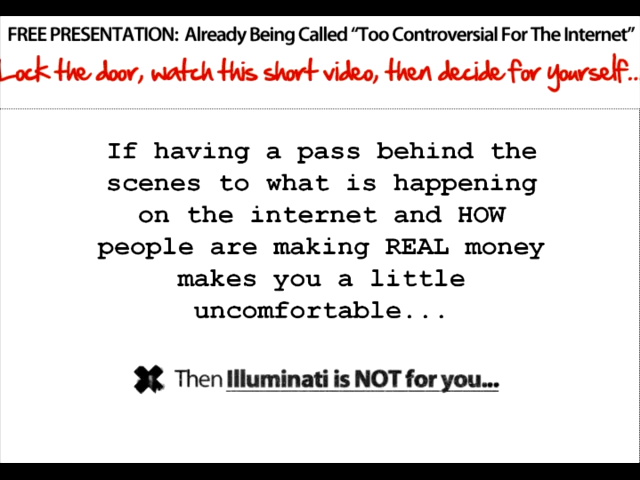 FREE PRESENTATION: Already Being Called “Too Controversial For The Internet”
Lock the door, watch this short video, then decide for yourself...
If having a pass behind the
scenes to what is happening
on the internet and HOW
people are making REAL money
makes you a little
uncomfortable...
Then Illuminati is NOT for you...